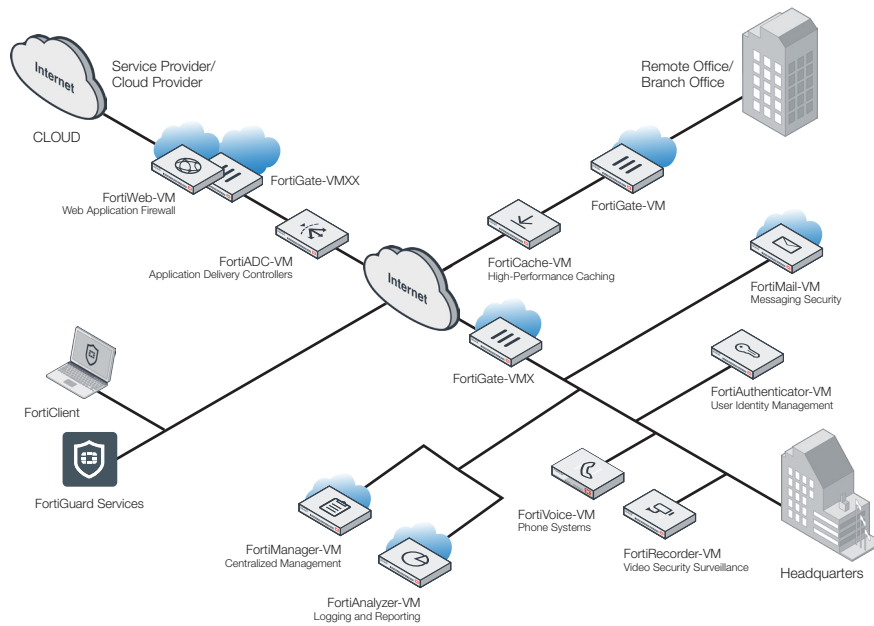 Internet
Service Provider/
Cloud Provider
CLOUD
Remote Office/
Branch Office
FortiWeb-VM
Web Application Firewall
FortiGate-VMXX
FortiADC-VM
Application Delivery Controllers
Internet
FortiCache-VM
High-Performance Caching
FortiGate-VM
FortiMail-VM
Messaging Security
FortiGate-VMX
FortiAuthenticator-VM
User Identity Management
FortiClient
FortiGuard Services
FortiManager-VM
Centralized Management
FortiAnalyzer-VM
Logging and Reporting
FortiVoice-VM
Phone Systems
FortiRecorder-VM
Video Security Surveillance
Headquarters